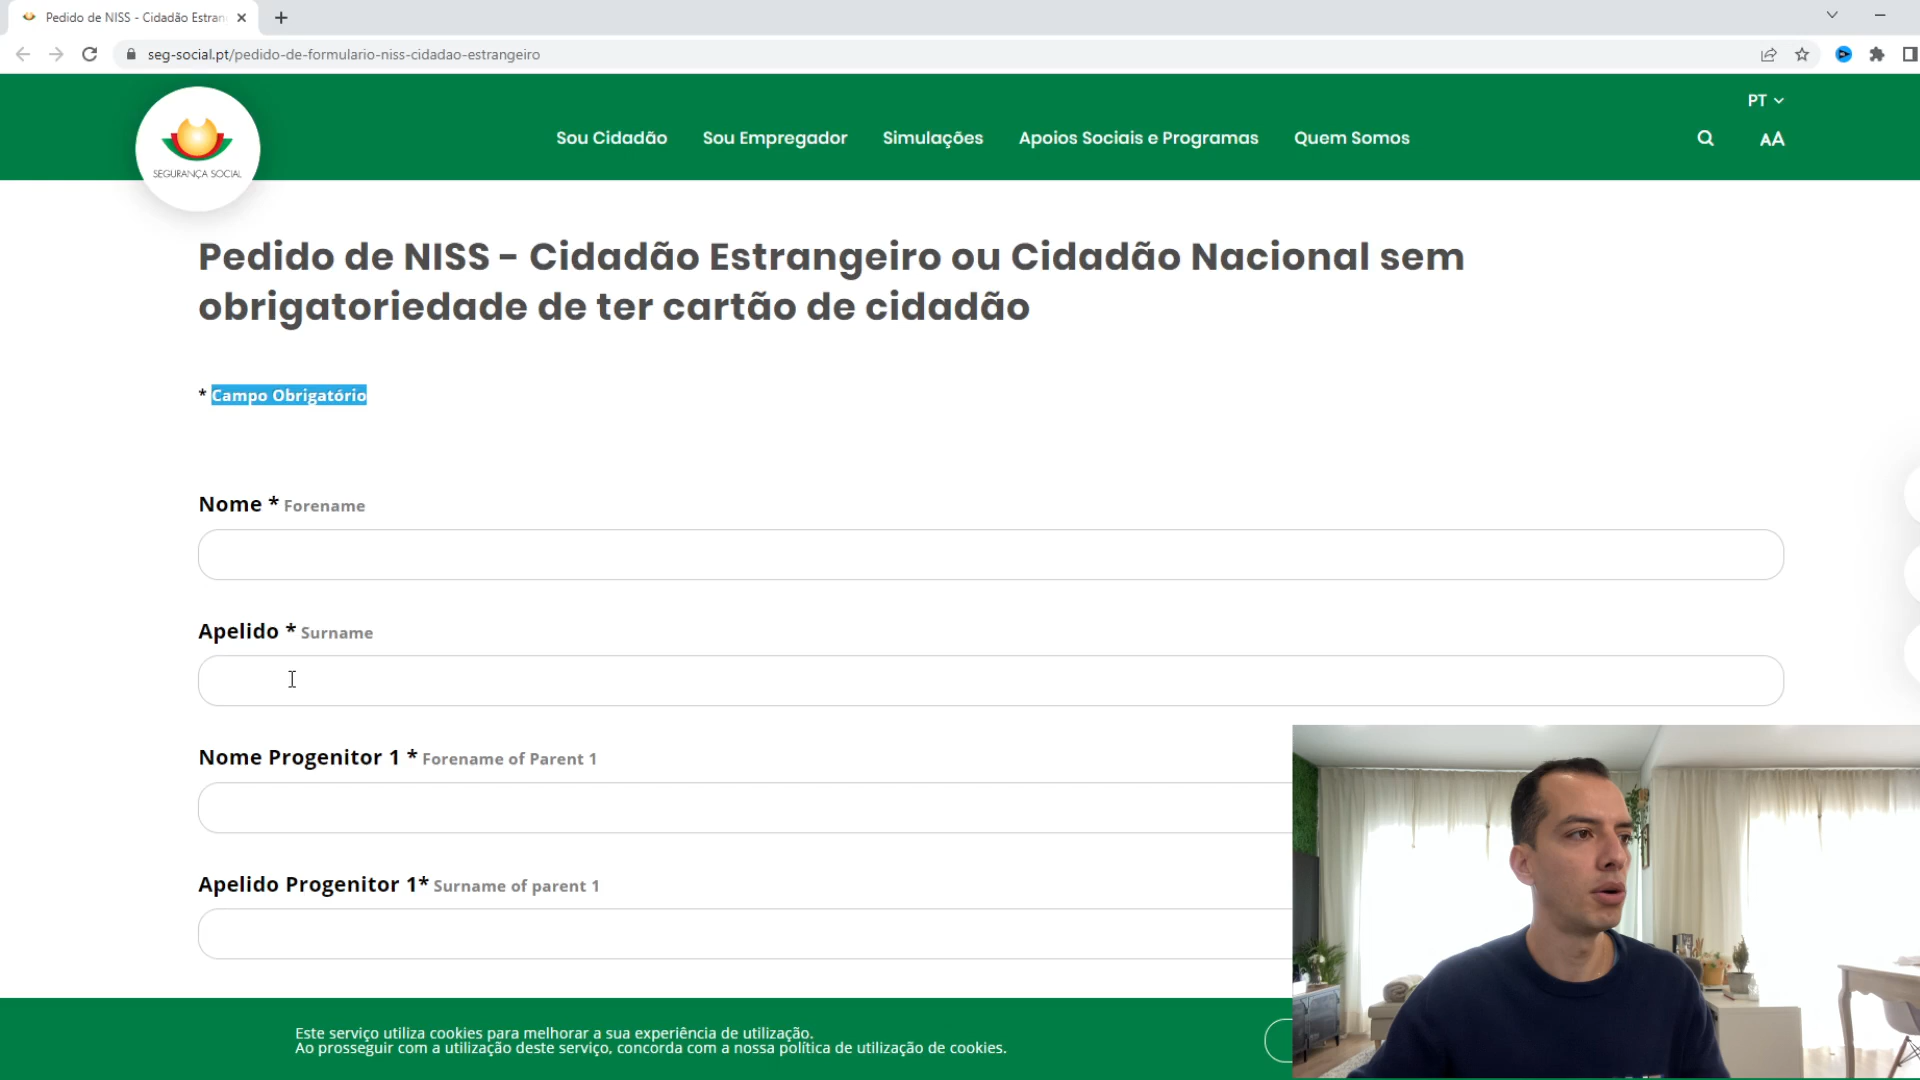 Pedido de NISS - Cidadão Estran
seg-social.pt/pedido-de-formulario-niss-cidadao-estrangeiro
PT
SEGURANÇA SOCIAL
Sou Cidadão
Sou Empregador
Simulações
Apoios Sociais e Programas
Quem Somos
AA
Pedido de NISS - Cidadão Estrangeiro ou Cidadão Nacional sem
obrigatoriedade de ter cartão de cidadão
* Campo Obrigatório
Nome * Forename
Apelido * Surname
Nome Progenitor 1 * Forename of Parent 1
Apelido Progenitor 1* Surname of parent 1
Este serviço utiliza cookies para melhorar a sua experiência de utilização.
Ao prosseguir com a utilização deste serviço, concorda com a nossa política de utilização de cookies.